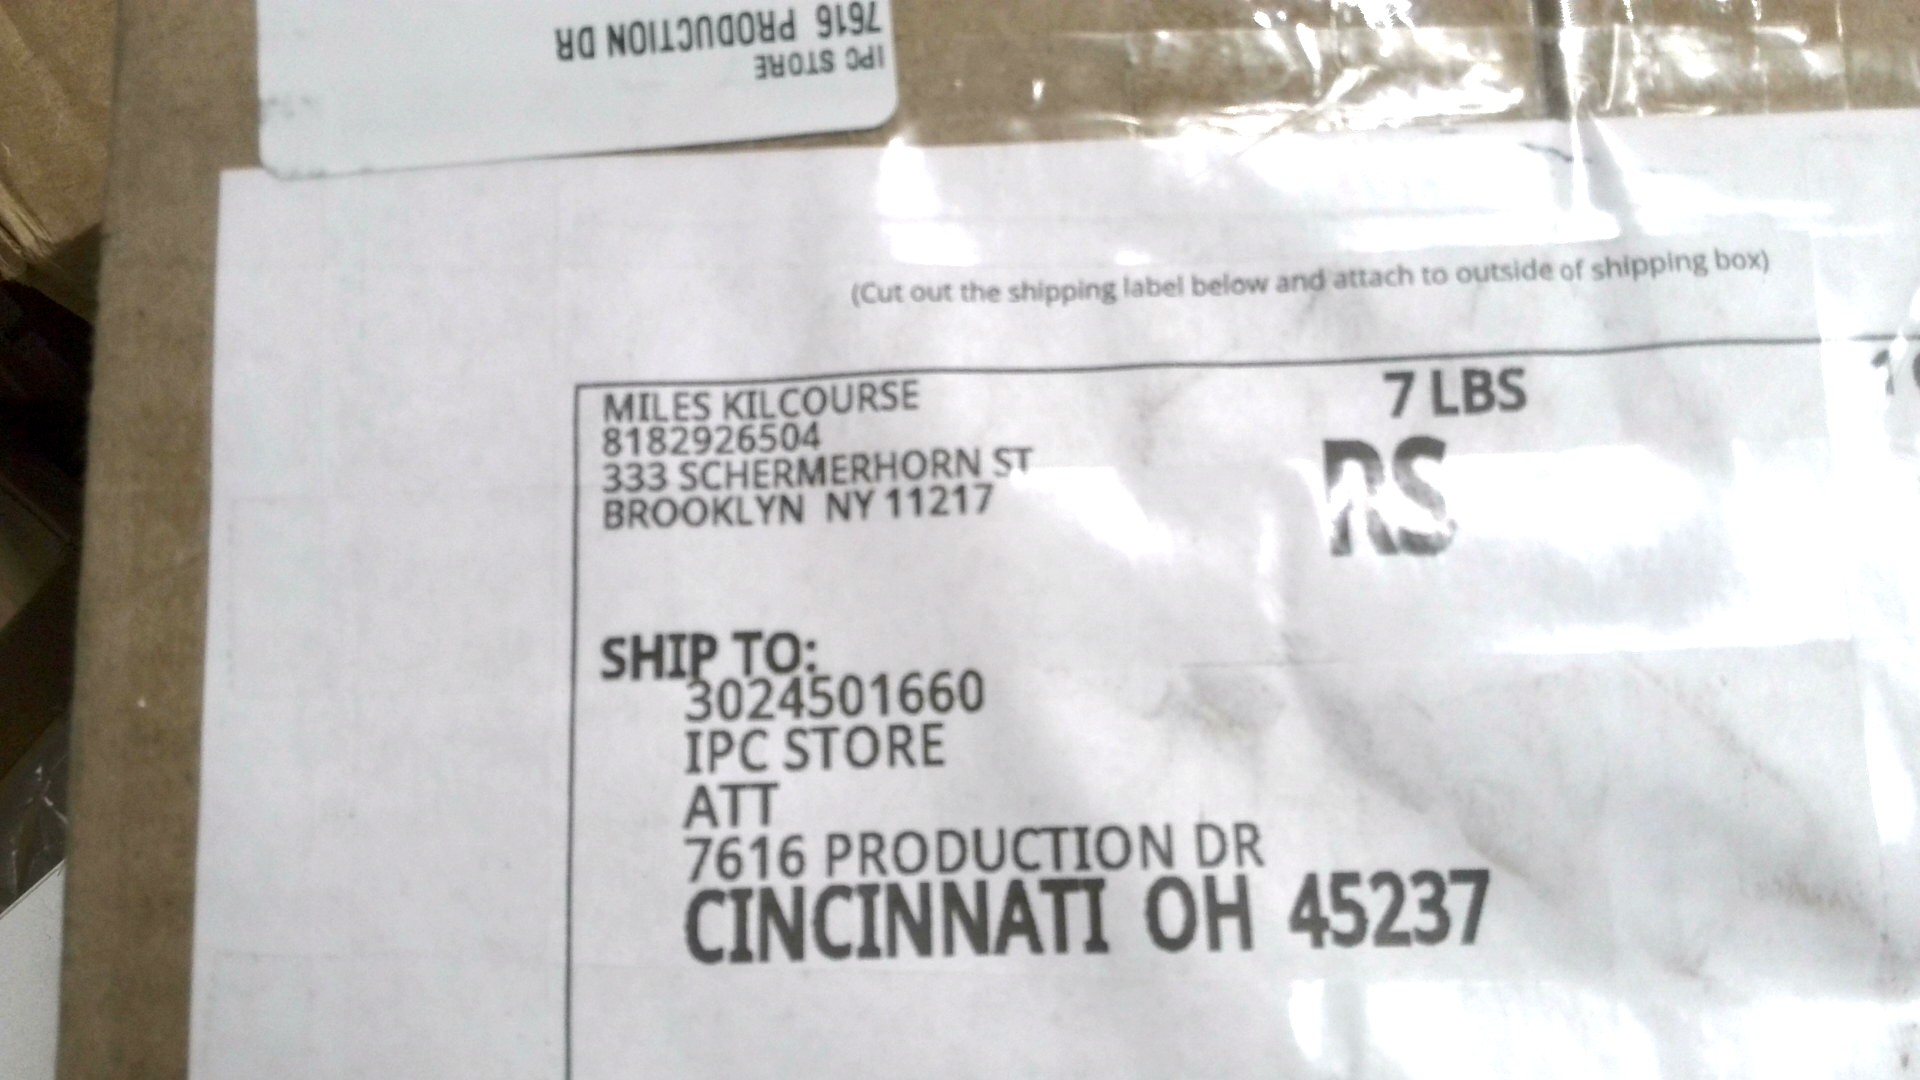 7616 PRODUCTION DR
IPC STORE
(Cut out the shipping label below and attach to outside of shipping box)
MILES KILCOURSE
8182926504
333 SCHERMERHORN ST
BROOKLYN NY 11217
7 LBS
RS
SHIP TO:
3024501660
IPC STORE
ATT
7616 PRODUCTION DR
CINCINNATI OH 45237